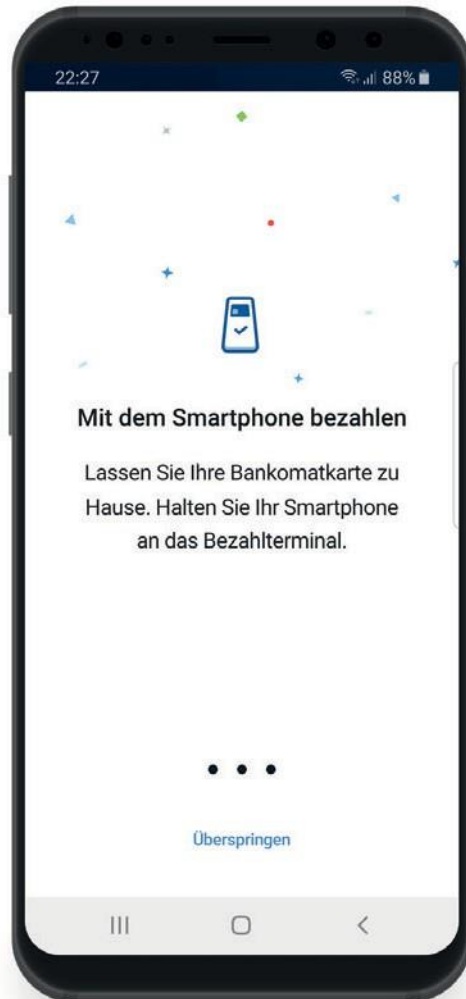 22:27 88%
Mit dem Smartphone bezahlen
Lassen Sie Ihre Bankomatkarte zu
Hause. Halten Sie Ihr Smartphone
an das Bezahlterminal.
Überspringen